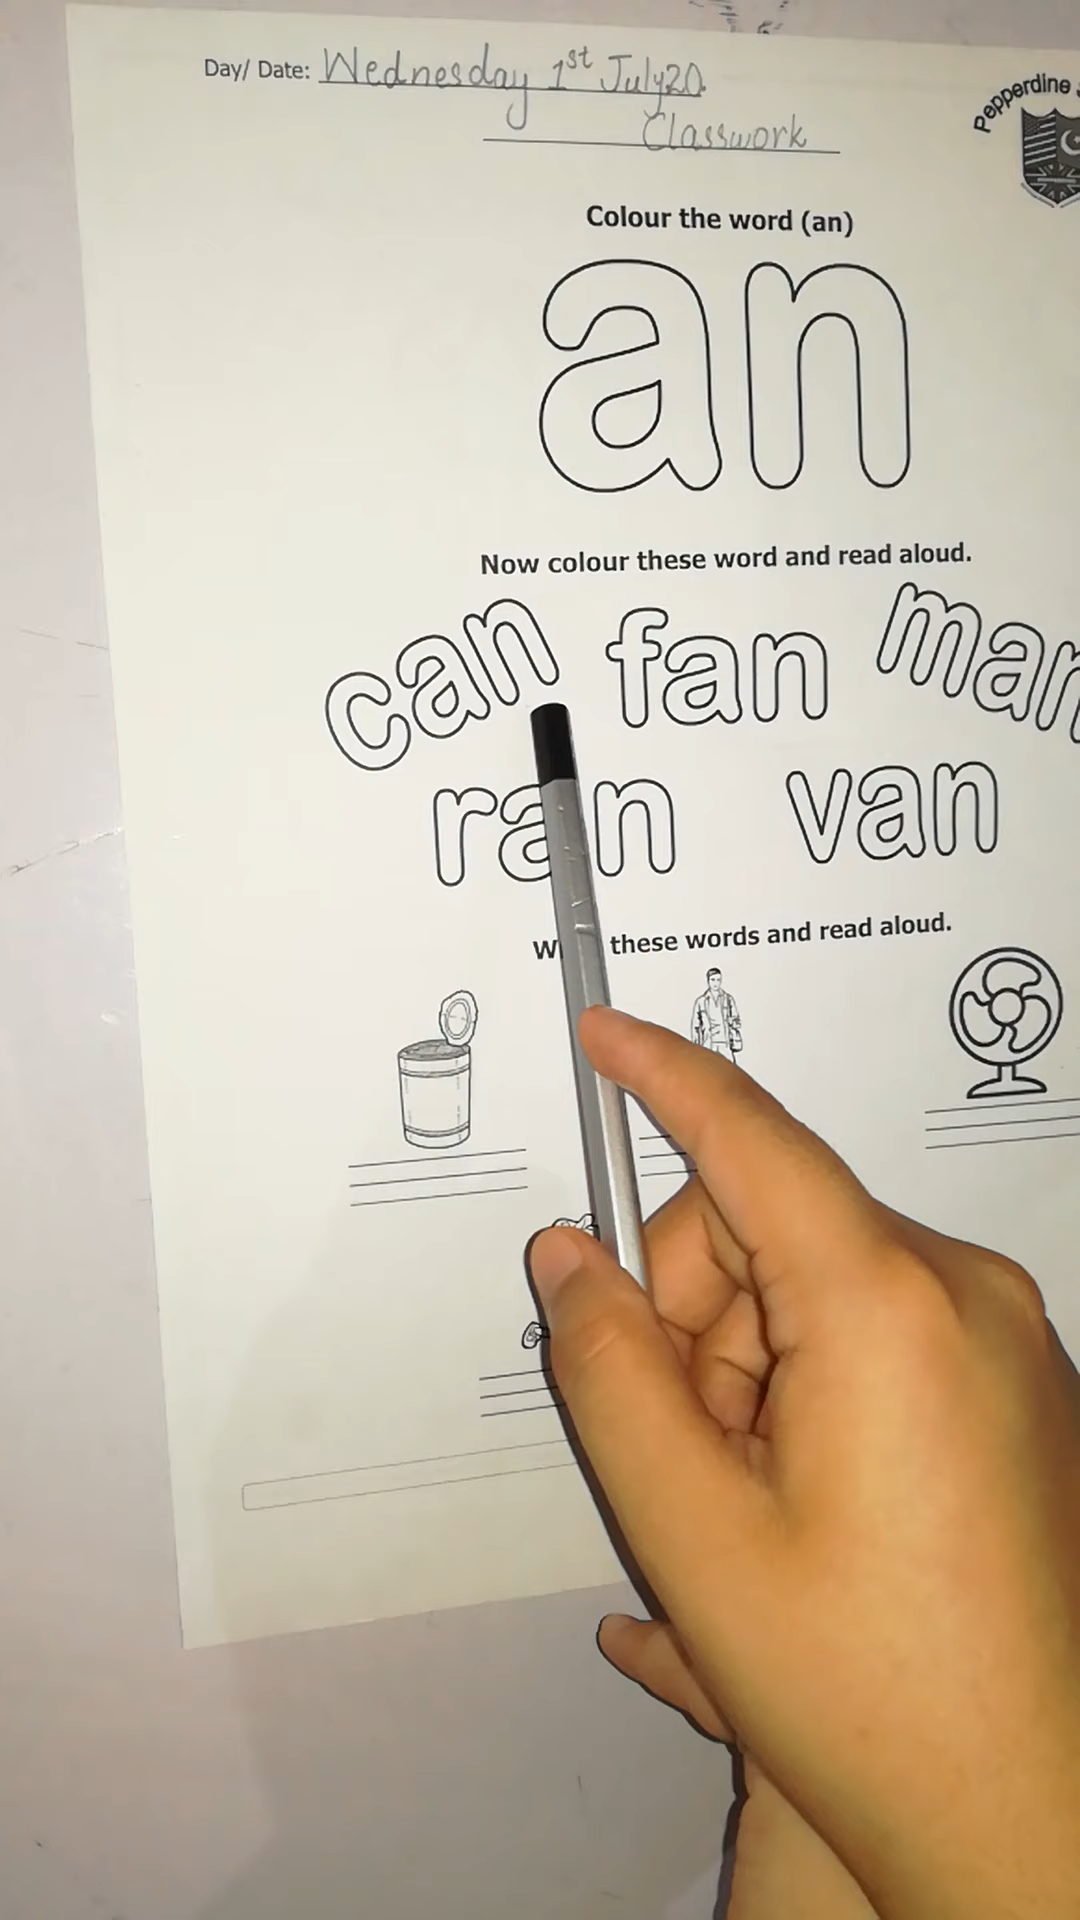 Day/ Date: Wednesday 1st July20.
Classwork
Pepperdine
Colour the word (an)
an
Now colour these word and read aloud.
can fan man
ran van
these words and read aloud.